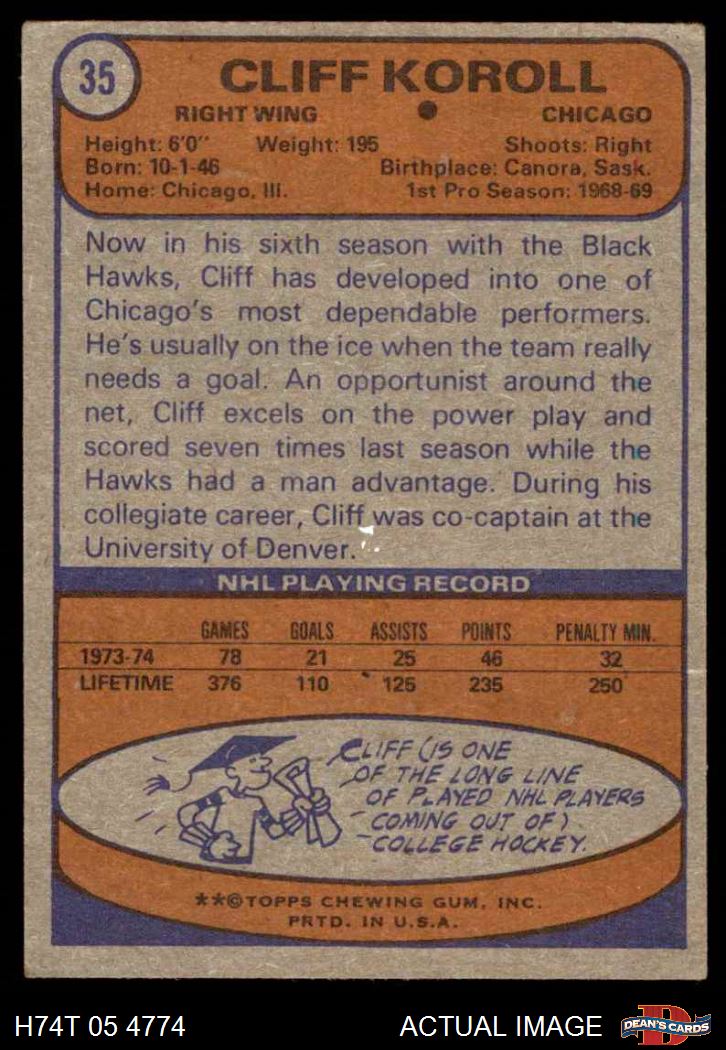 35
CLIFF KOROLL
RIGHT WING CHICAGO
Height: 6'0" Weight: 195 Shoots: Right
Born: 10-1-46 Birthplace: Canora, Sask.
Home: Chicago, Ill. 1st Pro Season: 1968-69
Now in his sixth season with the Black
Hawks, Cliff has developed into one of
Chicago's most dependable performers.
He's usually on the ice when the team really
needs a goal. An opportunist around the
net, Cliff excels on the power play and
scored seven times last season while the
Hawks had a man advantage. During his
collegiate career, Cliff was co-captain at the
University of Denver.
NHL PLAYING RECORD
GAMES GOALS ASSISTS POINTS PENALTY MIN.
1973-74 78 21 25 46 32
LIFETIME 376 110 125 235 250
CLIFF (IS ONE
OF THE LONG LINE
OF PLAYED NHL PLAYERS
COMING OUT OF)
COLLEGE HOCKEY.
**©TOPPS CHEWING GUM, INC.
PRTD. IN U.S.A.
H74T 05 4774 ACTUAL IMAGE D DEAN'S CARDS